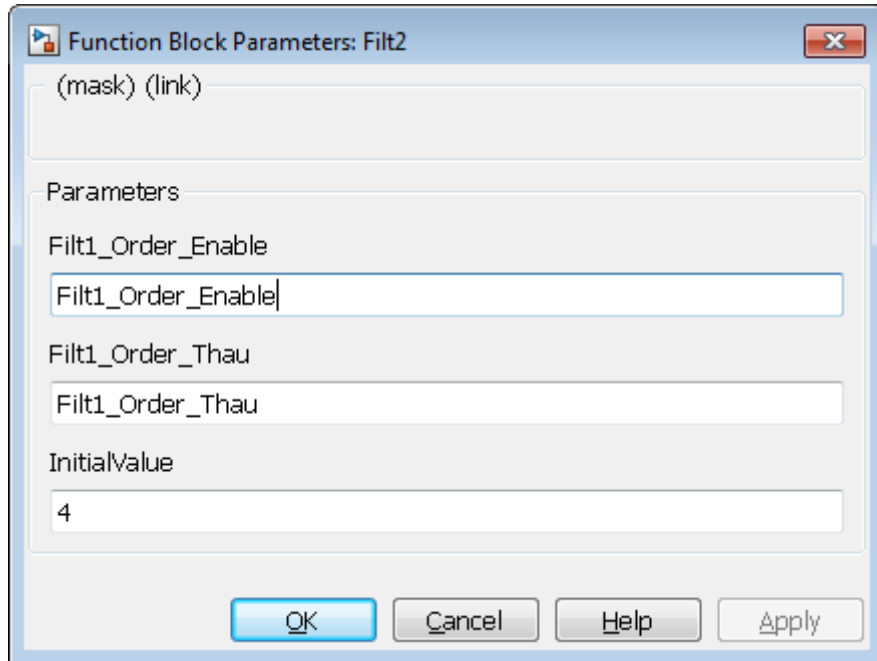 Function Block Parameters: Filt2
(mask) (link)
Parameters
Filt1_Order_Enable
Filt1_Order_Enable
Filt1_Order_Thau
Filt1_Order_Thau
InitialValue
4
OK Cancel Help Apply